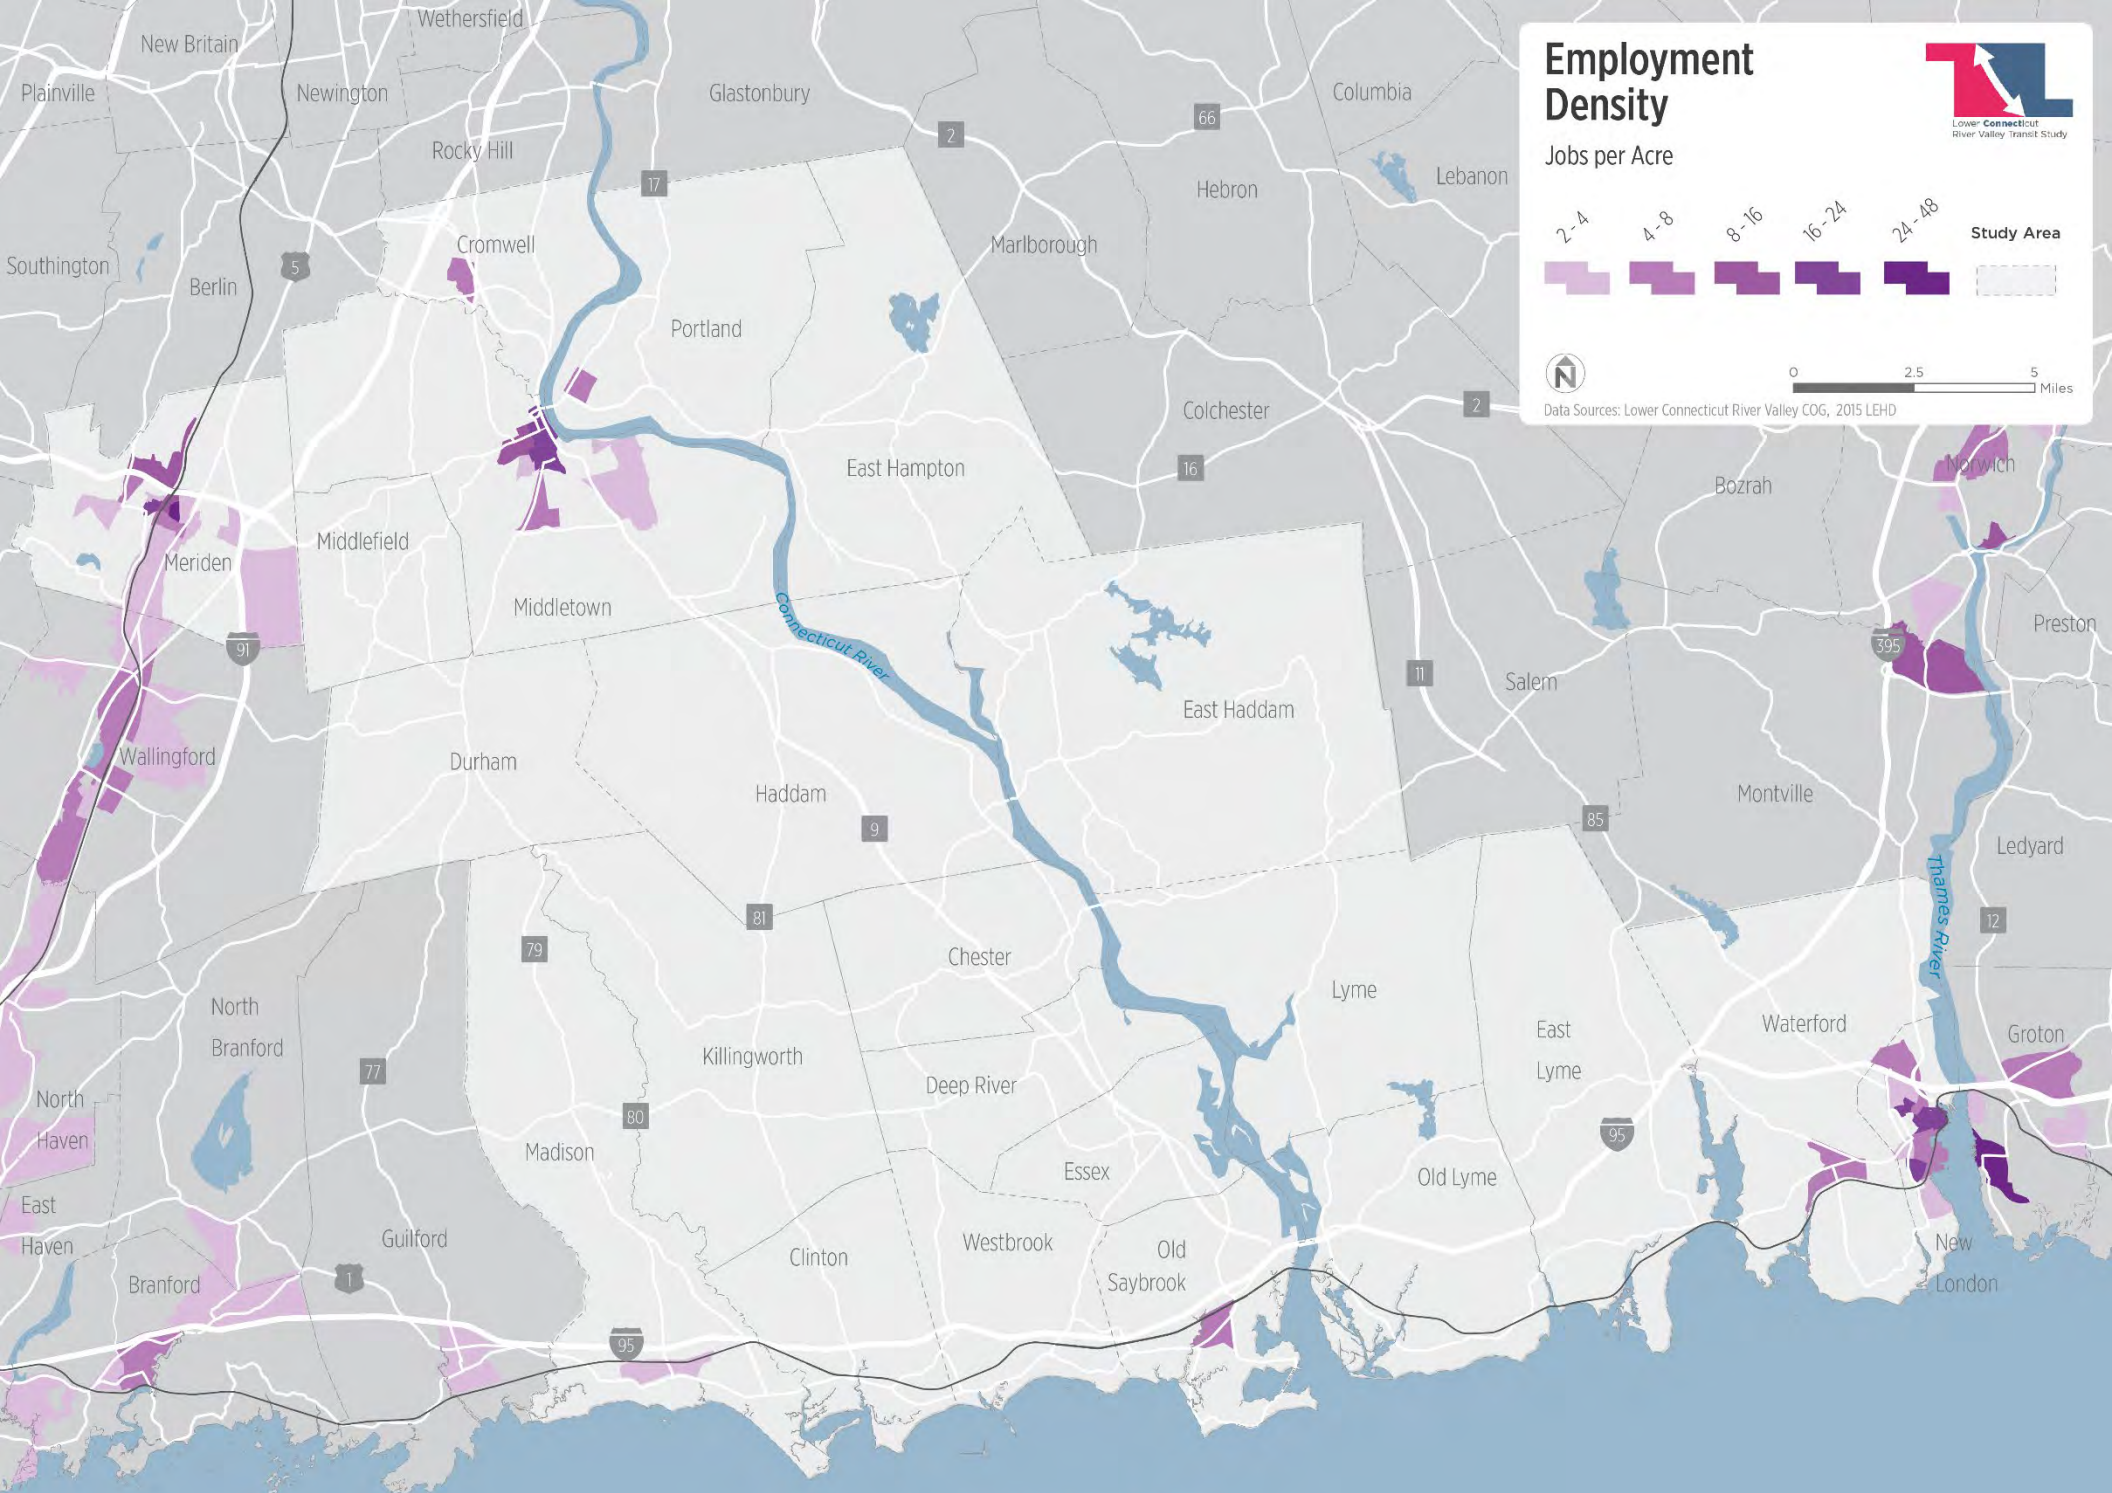 Employment
Density
Jobs per Acre
2 - 4
4 - 8
8 - 16
16 - 24
24 - 48
Study Area
Lower Connecticut
River Valley Transit Study
N
0
2.5
5
Miles
Data Sources: Lower Connecticut River Valley COG, 2015 LEHD
Wethersfield
New Britain
Plainville
Newington
Glastonbury
Columbia
66
2
Rocky Hill
17
Hebron
Lebanon
Cromwell
Marlborough
Southington
5
Berlin
Portland
Colchester
2
East Hampton
16
Norwich
Bozrah
Middlefield
Meriden
Middletown
Connecticut River
Preston
91
395
11
Salem
East Haddam
Wallingford
Durham
Haddam
Montville
9
85
Ledyard
Thames River
81
12
79
Chester
Lyme
North
Branford
Waterford
East
Lyme
Groton
Killingworth
77
Deep River
North
Haven
80
95
Madison
Essex
Old Lyme
East
Haven
Guilford
Westbrook
Old
Saybrook
Clinton
New
London
Branford
1
95